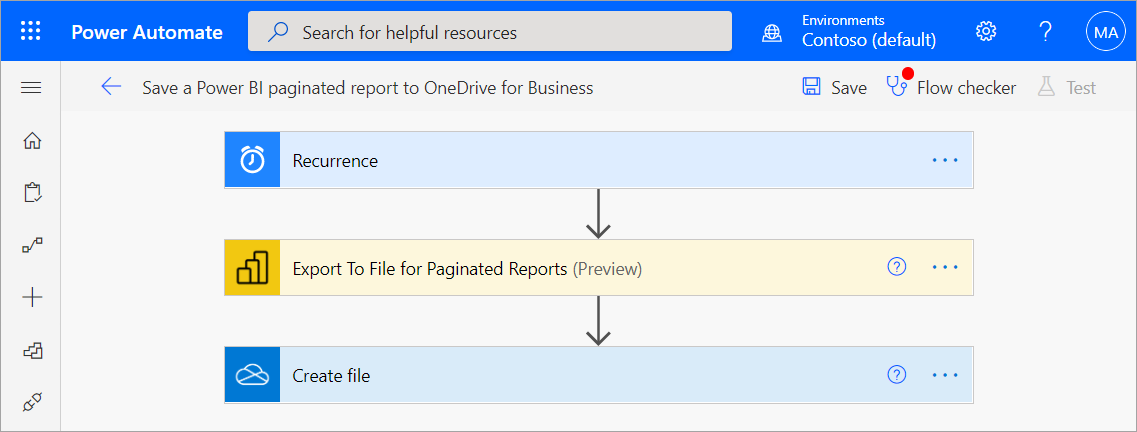 Power Automate
Search for helpful resources
Environments
Contoso (default)
?
MA
Save a Power BI paginated report to OneDrive for Business
Save
Flow checker
Test
Recurrence
...
Export To File for Paginated Reports (Preview)
?
...
Create file
?
...